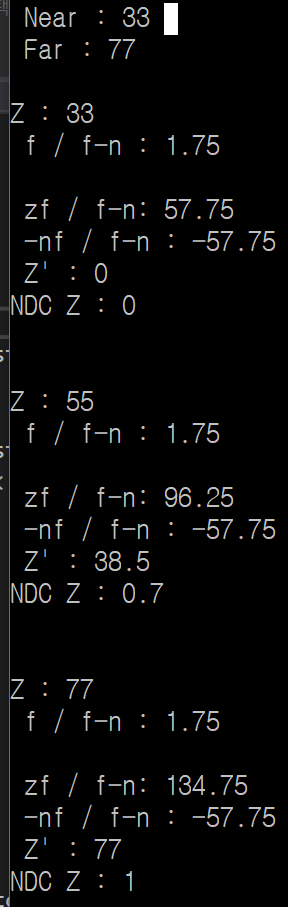 Near : 33
Far : 77
Z : 33
f / f-n : 1.75
zf / f-n: 57.75
-nf / f-n : -57.75
Z' : 0
NDC Z : 0
Z : 55
f / f-n : 1.75
zf / f-n: 96.25
-nf / f-n : -57.75
Z' : 38.5
NDC Z : 0.7
Z : 77
f / f-n : 1.75
zf / f-n: 134.75
-nf / f-n : -57.75
Z' : 77
NDC Z : 1